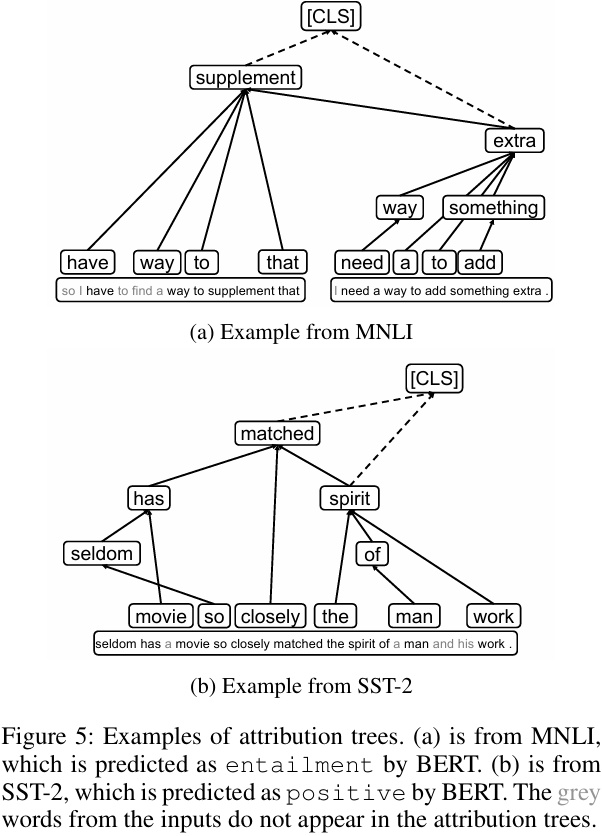 [CLS]
supplement
extra
way something
have way to that need a to add
so I have to find a way to supplement that I need a way to add something extra .
(a) Example from MNLI
[CLS]
matched
has spirit
seldom of
movie so closely the man work
seldom has a movie so closely matched the spirit of a man and his work .
(b) Example from SST-2
Figure 5: Examples of attribution trees. (a) is from MNLI,
which is predicted as entailment by BERT. (b) is from
SST-2, which is predicted as positive by BERT. The grey
words from the inputs do not appear in the attribution trees.